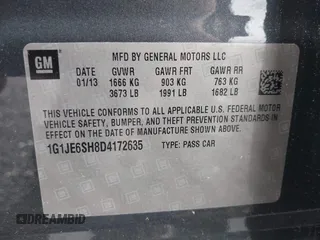 GM
MFD BY GENERAL MOTORS LLC
DATE GVWR GAWR FRT GAWR RR
01/13 1666 KG 903 KG 763 KG
3673 LB 1991 LB 1682 LB
THIS VEHICLE CONFORMS TO ALL APPLICABLE U.S. FEDERAL MOTOR
VEHICLE SAFETY, BUMPER, AND THEFT PREVENTION STANDARDS
IN EFFECT ON THE DATE OF MANUFACTURE SHOWN ABOVE.
1G1JE6SH8D4172635 TYPE: PASS CAR
DREAMBID